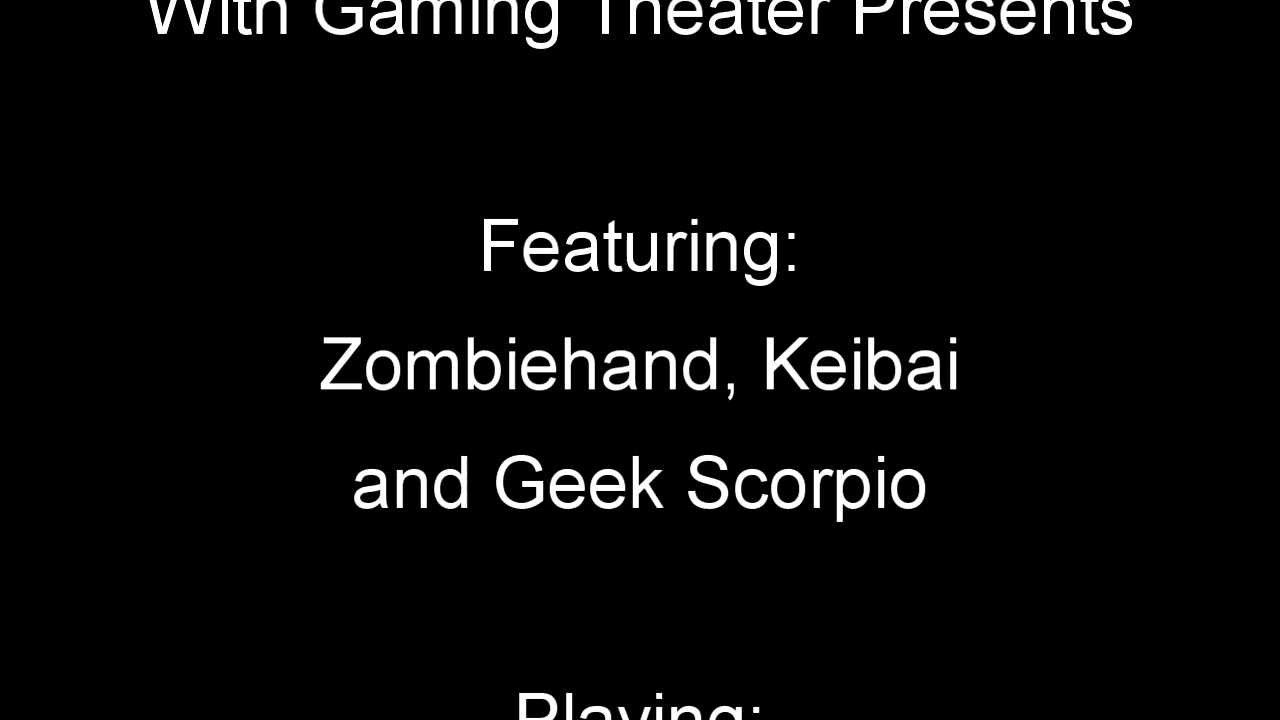 With Gaming Theater Presents
Featuring:
Zombiehand, Keibai
and Geek Scorpio
Playing: